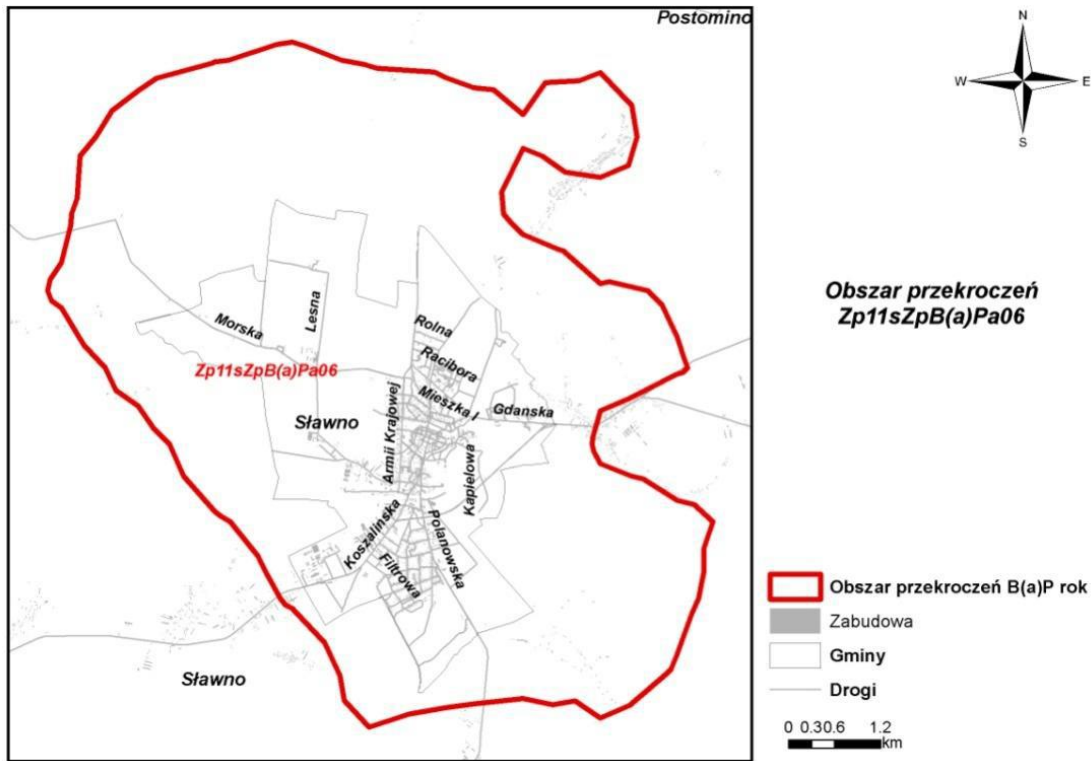 Postomino
N
W
E
S
Obszar przekroczeń
Zp11sZpB(a)Pa06
Morska
Lesna
Rolna
Racibora
Zp11sZpB(a)Pa06
Mieszka I
Gdanska
Sławno
Armii Krajowej
Kapielowa
Koszalinska
Polanowska
Filtrowa
Sławno
Obszar przekroczeń B(a)P rok
Zabudowa
Gminy
Drogi
0 0.30.6 1.2
km